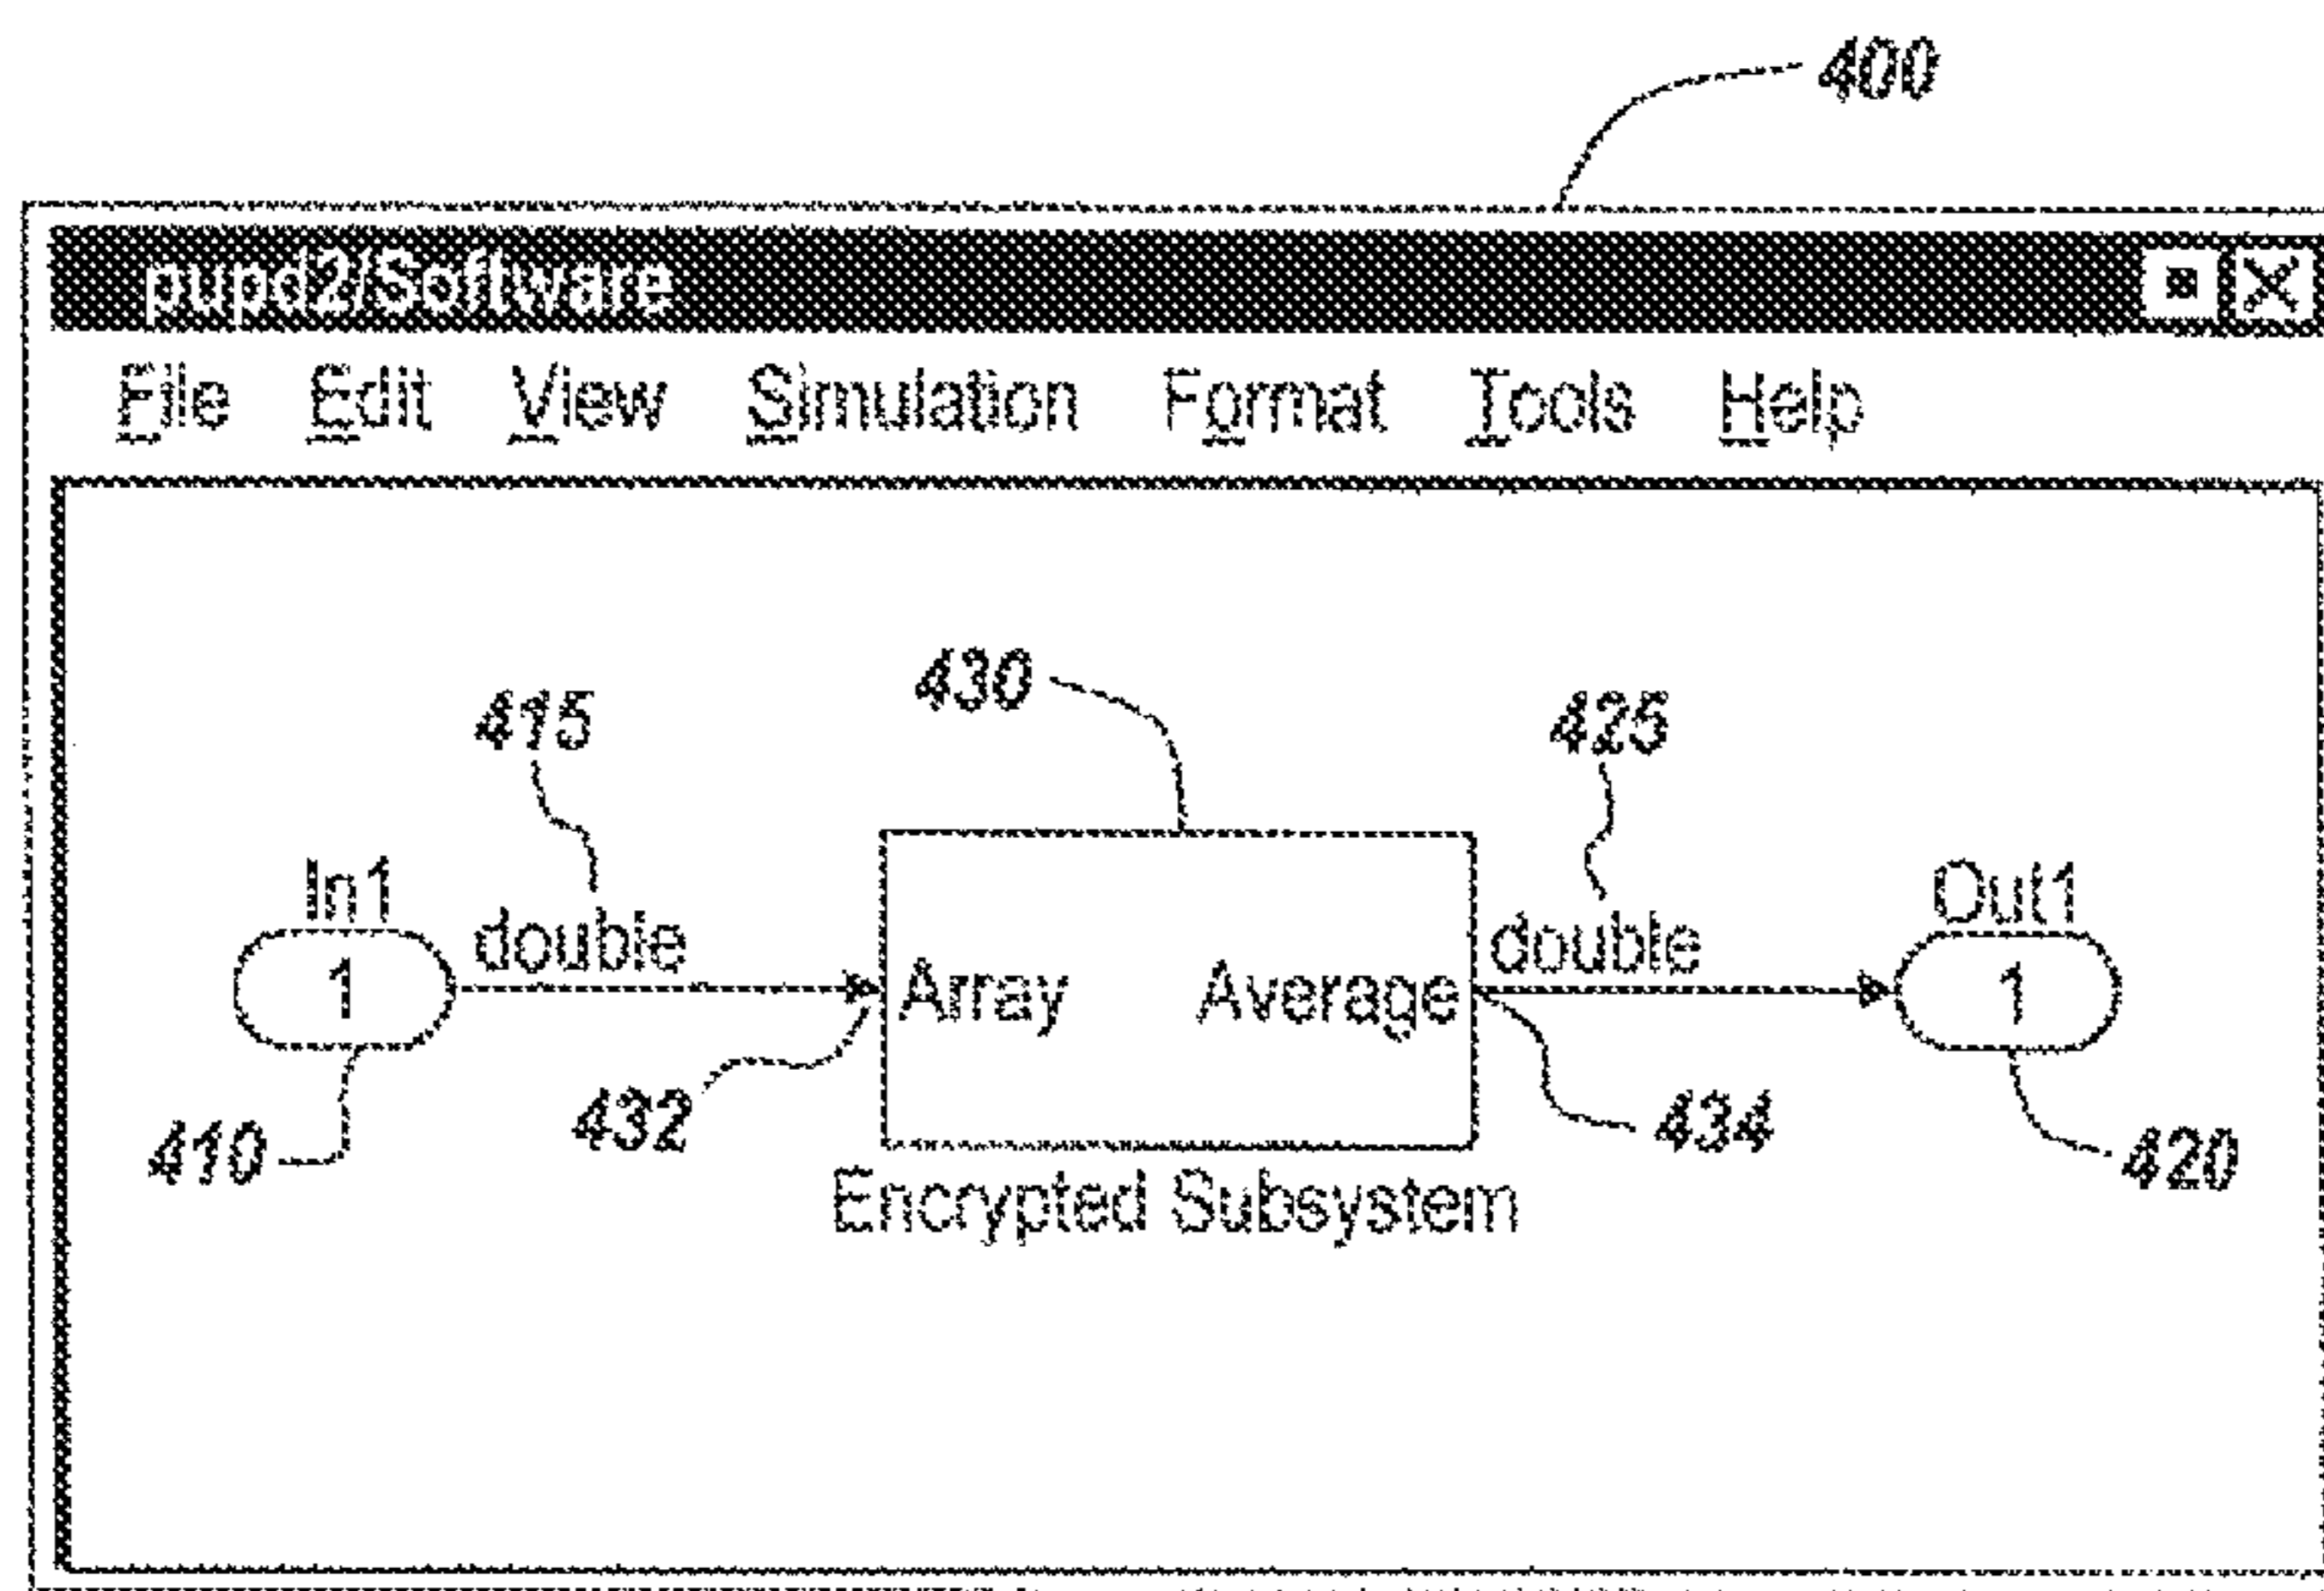 400
pupd2/Software
File Edit View Simulation Format Tools Help
430
415
425
In1
double
double
Out1
1
Array
Average
1
432
434
410
420
Encrypted Subsystem